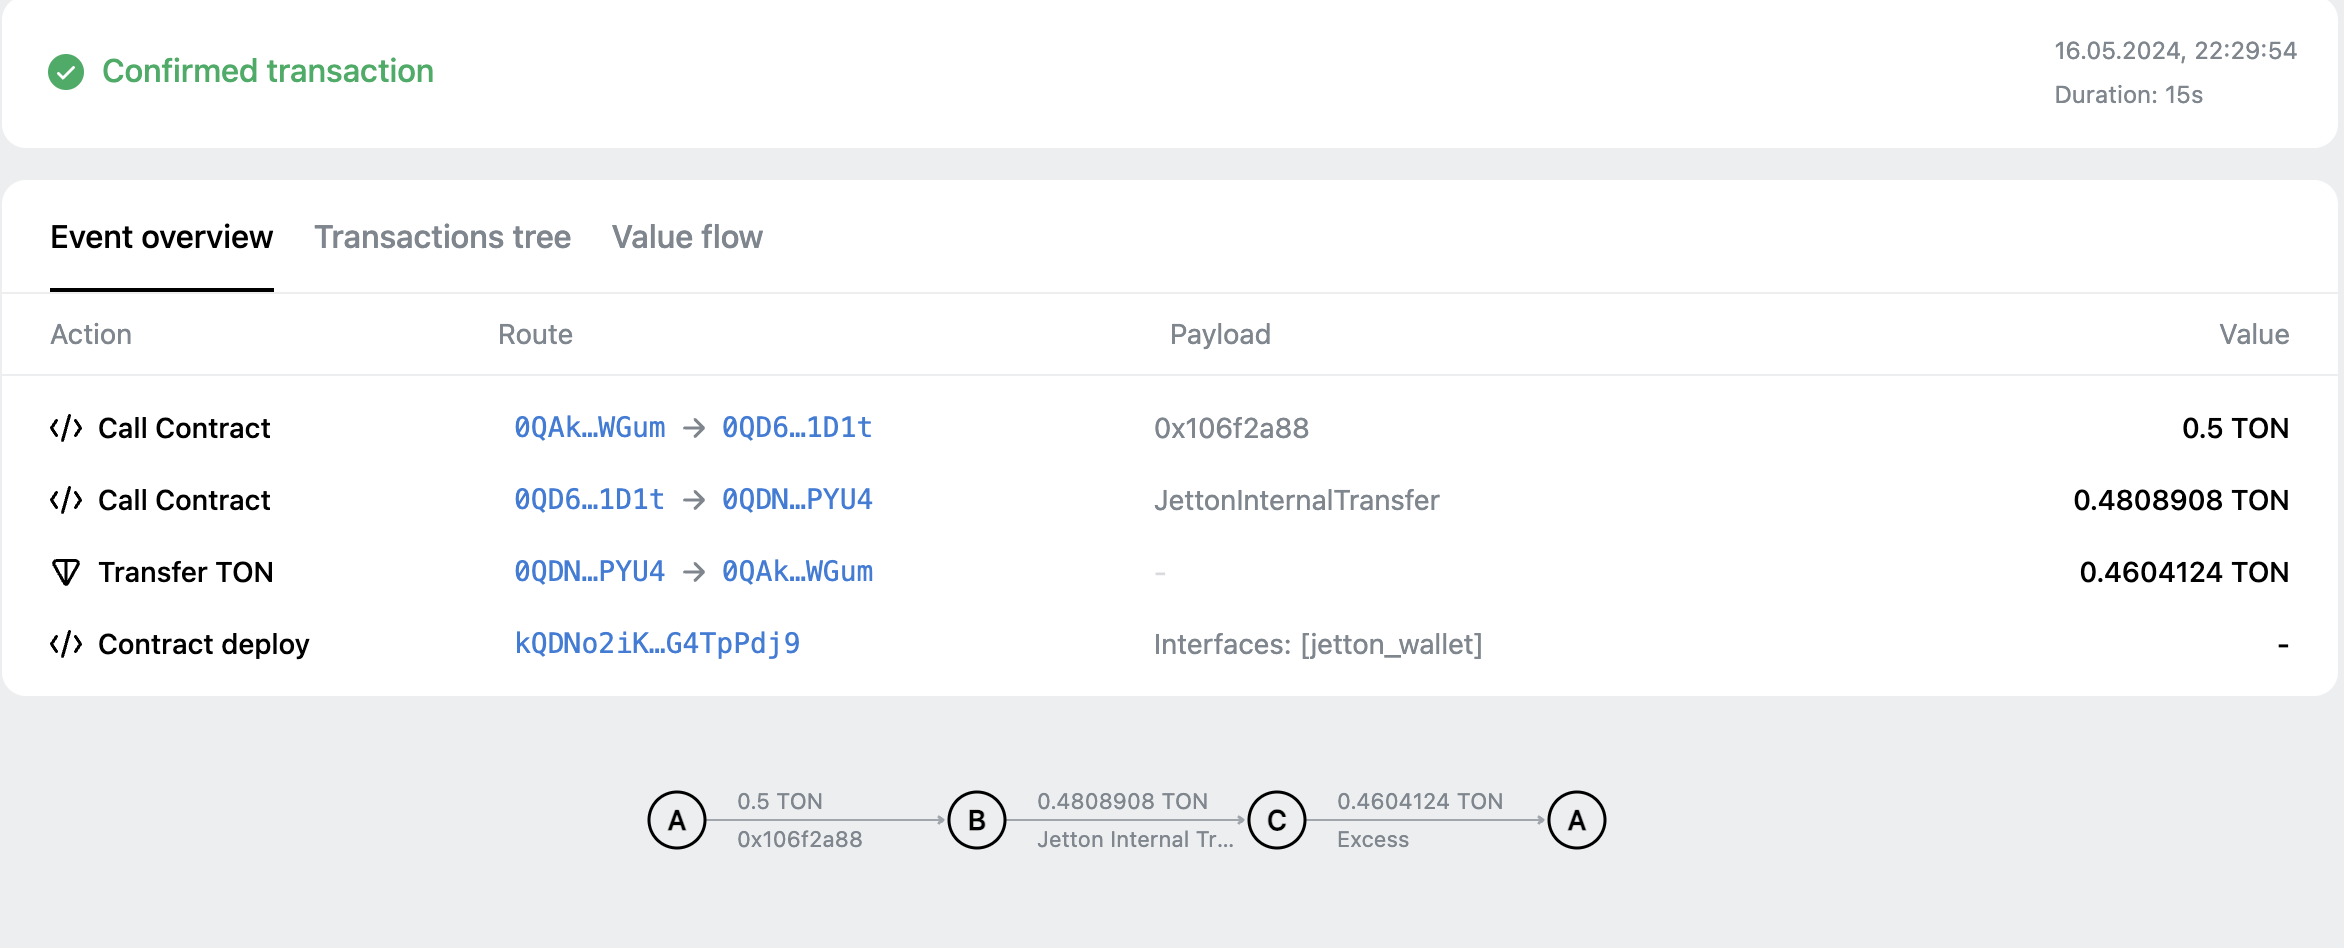 Confirmed transaction
16.05.2024, 22:29:54
Duration: 15s
Event overview Transactions tree Value flow
Action Route Payload Value
Call Contract 0QAk…WGum → 0QD6…1D1t 0x106f2a88 0.5 TON
Call Contract 0QD6…1D1t → 0QDN…PYU4 JettonInternalTransfer 0.4808908 TON
Transfer TON 0QDN…PYU4 → 0QAk…WGum - 0.4604124 TON
Contract deploy kQDNo2iK…G4TpPdj9 Interfaces: [jetton_wallet] -
0.5 TON 0.4808908 TON 0.4604124 TON
A B C A
0x106f2a88 Jetton Internal Tr... Excess